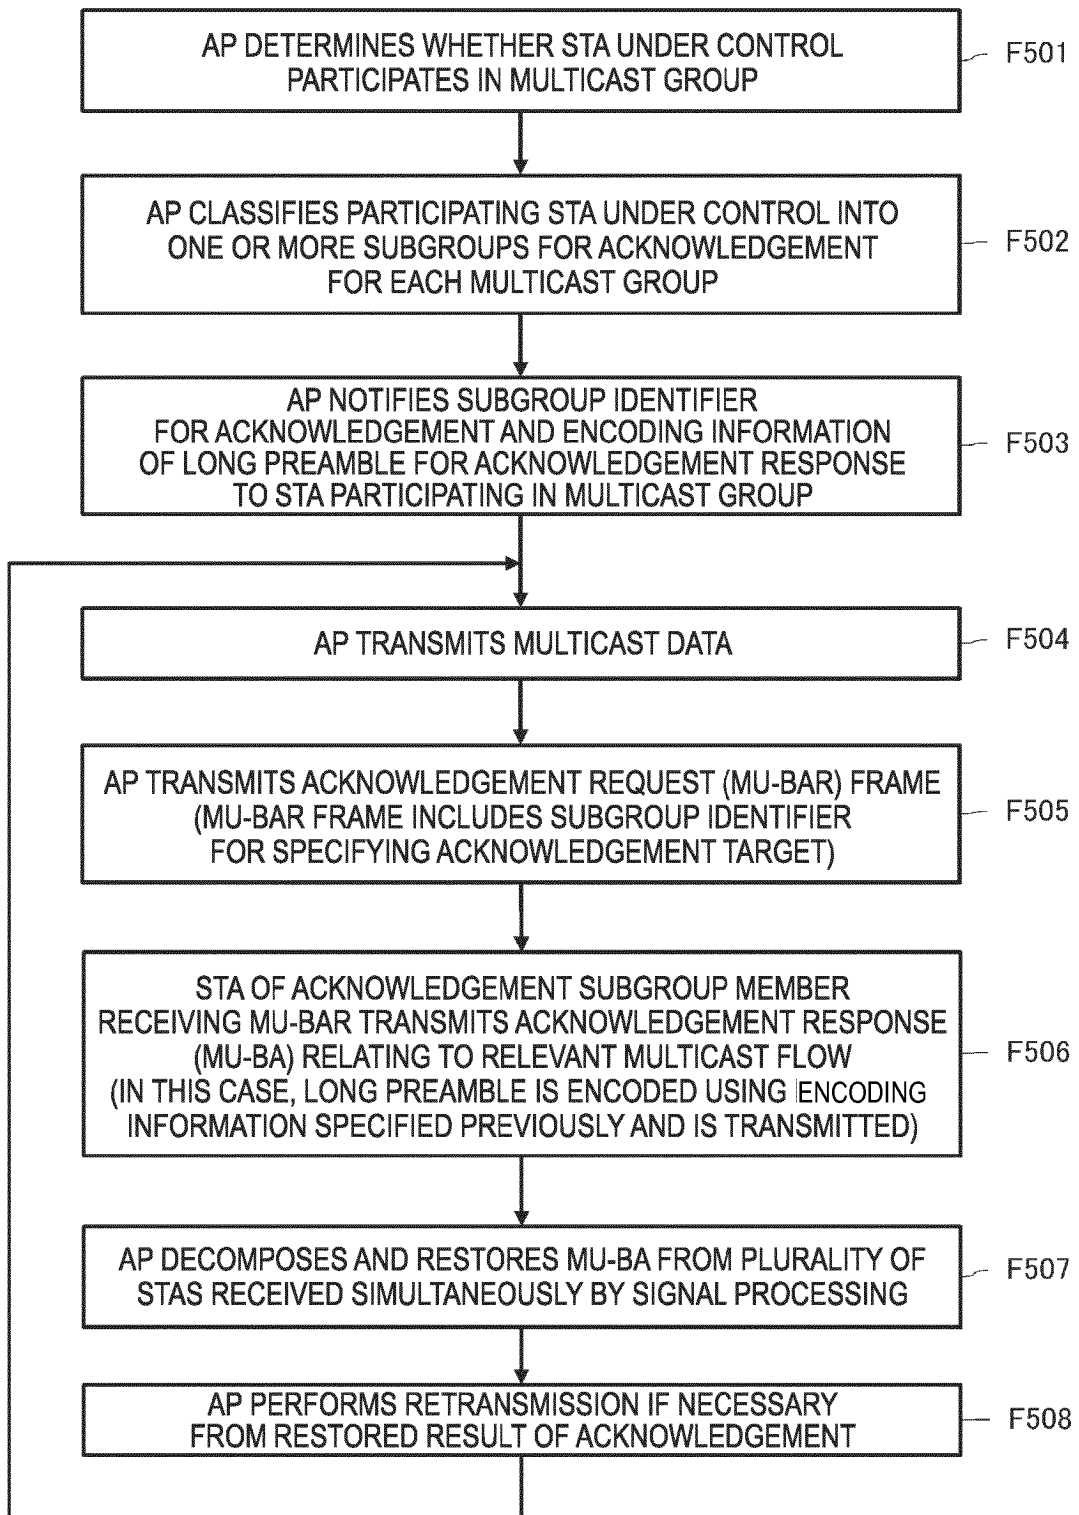 AP DETERMINES WHETHER STA UNDER CONTROL
PARTICIPATES IN MULTICAST GROUP
F501
AP CLASSIFIES PARTICIPATING STA UNDER CONTROL INTO
ONE OR MORE SUBGROUPS FOR ACKNOWLEDGEMENT
FOR EACH MULTICAST GROUP
F502
AP NOTIFIES SUBGROUP IDENTIFIER
FOR ACKNOWLEDGEMENT AND ENCODING INFORMATION
OF LONG PREAMBLE FOR ACKNOWLEDGEMENT RESPONSE
TO STA PARTICIPATING IN MULTICAST GROUP
F503
AP TRANSMITS MULTICAST DATA
F504
AP TRANSMITS ACKNOWLEDGEMENT REQUEST (MU-BAR) FRAME
(MU-BAR FRAME INCLUDES SUBGROUP IDENTIFIER
FOR SPECIFYING ACKNOWLEDGEMENT TARGET)
F505
STA OF ACKNOWLEDGEMENT SUBGROUP MEMBER
RECEIVING MU-BAR TRANSMITS ACKNOWLEDGEMENT RESPONSE
(MU-BA) RELATING TO RELEVANT MULTICAST FLOW
(IN THIS CASE, LONG PREAMBLE IS ENCODED USING ENCODING
INFORMATION SPECIFIED PREVIOUSLY AND IS TRANSMITTED)
F506
AP DECOMPOSES AND RESTORES MU-BA FROM PLURALITY OF
STAS RECEIVED SIMULTANEOUSLY BY SIGNAL PROCESSING
F507
AP PERFORMS RETRANSMISSION IF NECESSARY
FROM RESTORED RESULT OF ACKNOWLEDGEMENT
F508